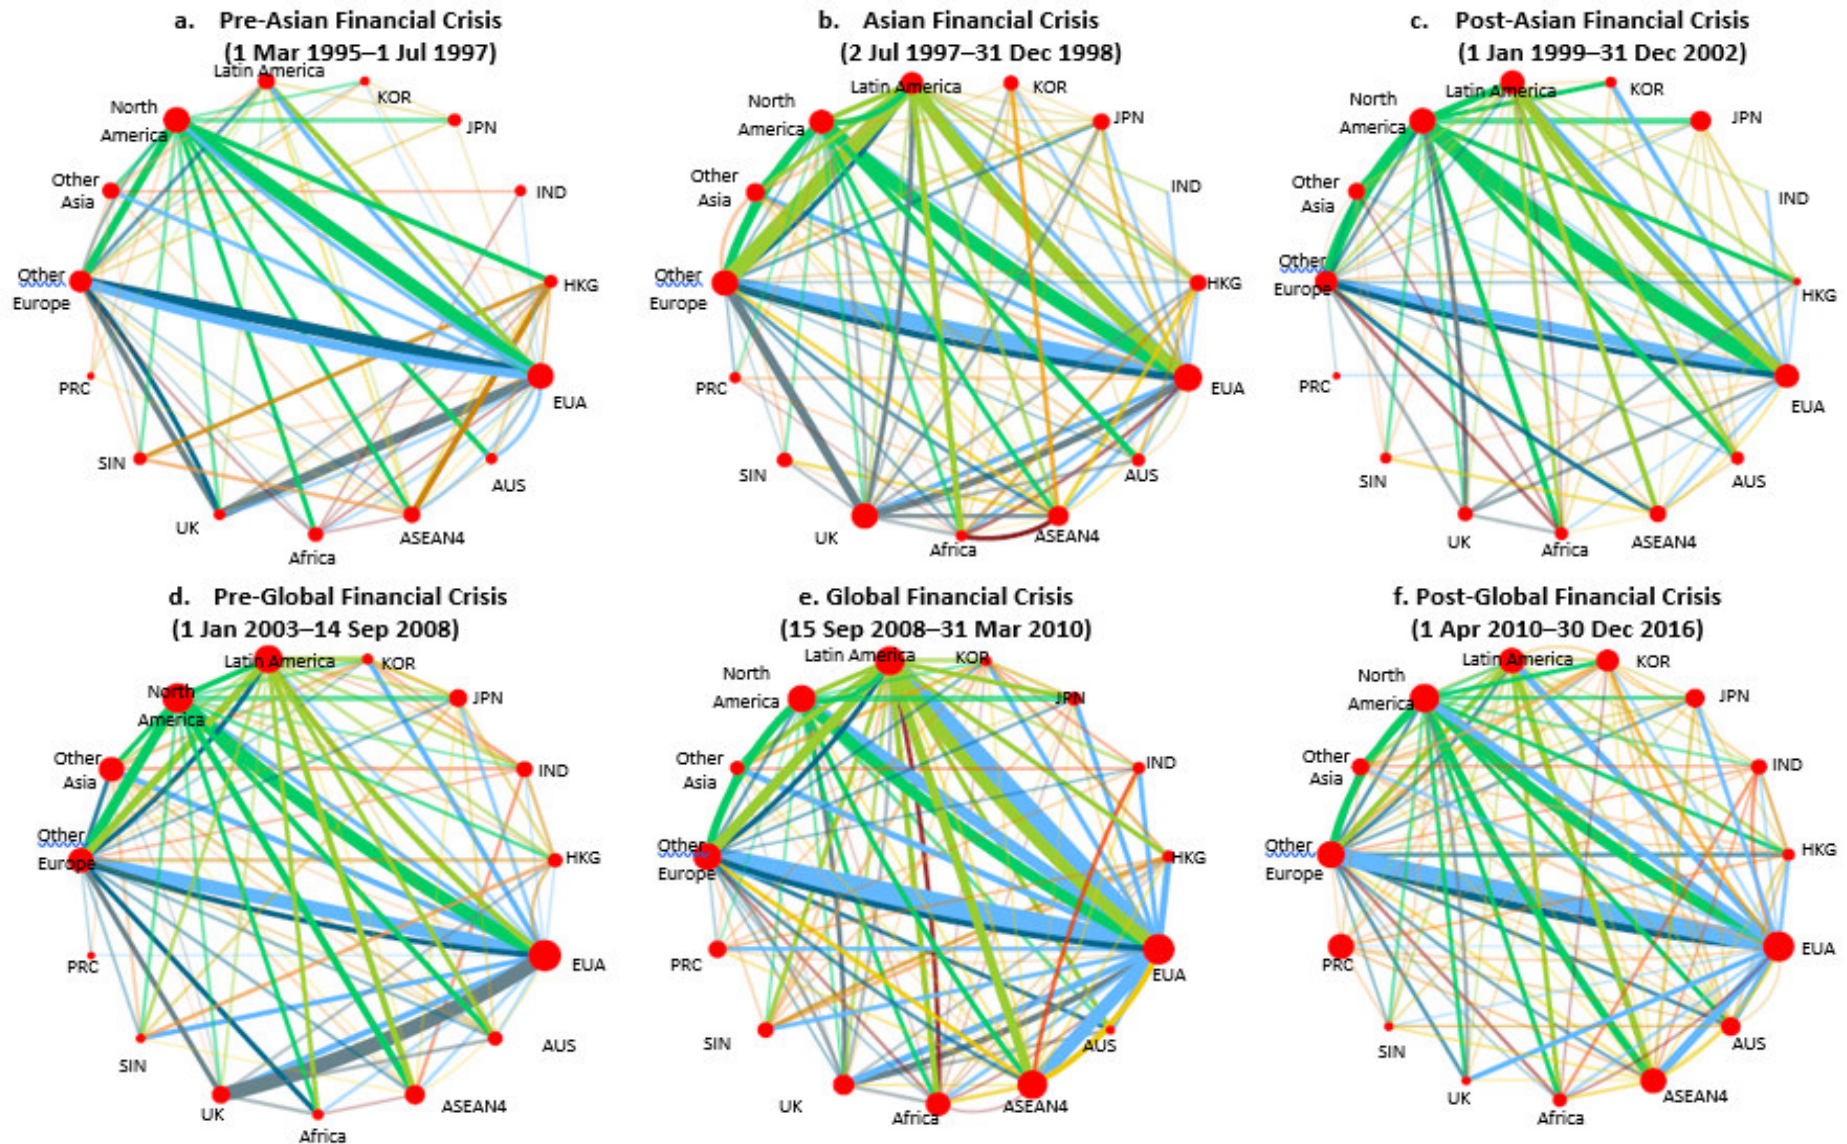 a. Pre-Asian Financial Crisis
(1 Mar 1995–1 Jul 1997)
Latin America
KOR
North
America
JPN
Other
Asia
IND
Other
Europe
HKG
PRC
EUA
SIN
AUS
UK
ASEAN4
Africa
b. Asian Financial Crisis
(2 Jul 1997–31 Dec 1998)
Latin America
KOR
North
America
JPN
Other
Asia
IND
Other
Europe
HKG
PRC
EUA
SIN
AUS
UK
ASEAN4
Africa
c. Post-Asian Financial Crisis
(1 Jan 1999–31 Dec 2002)
Latin America
KOR
North
America
JPN
Other
Asia
IND
Other
Europe
HKG
PRC
EUA
SIN
AUS
UK
ASEAN4
Africa
d. Pre-Global Financial Crisis
(1 Jan 2003–14 Sep 2008)
Latin America
KOR
North
America
JPN
Other
Asia
IND
Other
Europe
HKG
PRC
EUA
SIN
AUS
UK
ASEAN4
Africa
e. Global Financial Crisis
(15 Sep 2008–31 Mar 2010)
Latin America
KOR
North
America
JPN
Other
Asia
IND
Other
Europe
HKG
PRC
EUA
SIN
AUS
UK
ASEAN4
Africa
f. Post-Global Financial Crisis
(1 Apr 2010–30 Dec 2016)
Latin America
KOR
North
America
JPN
Other
Asia
IND
Other
Europe
HKG
PRC
EUA
SIN
AUS
UK
ASEAN4
Africa